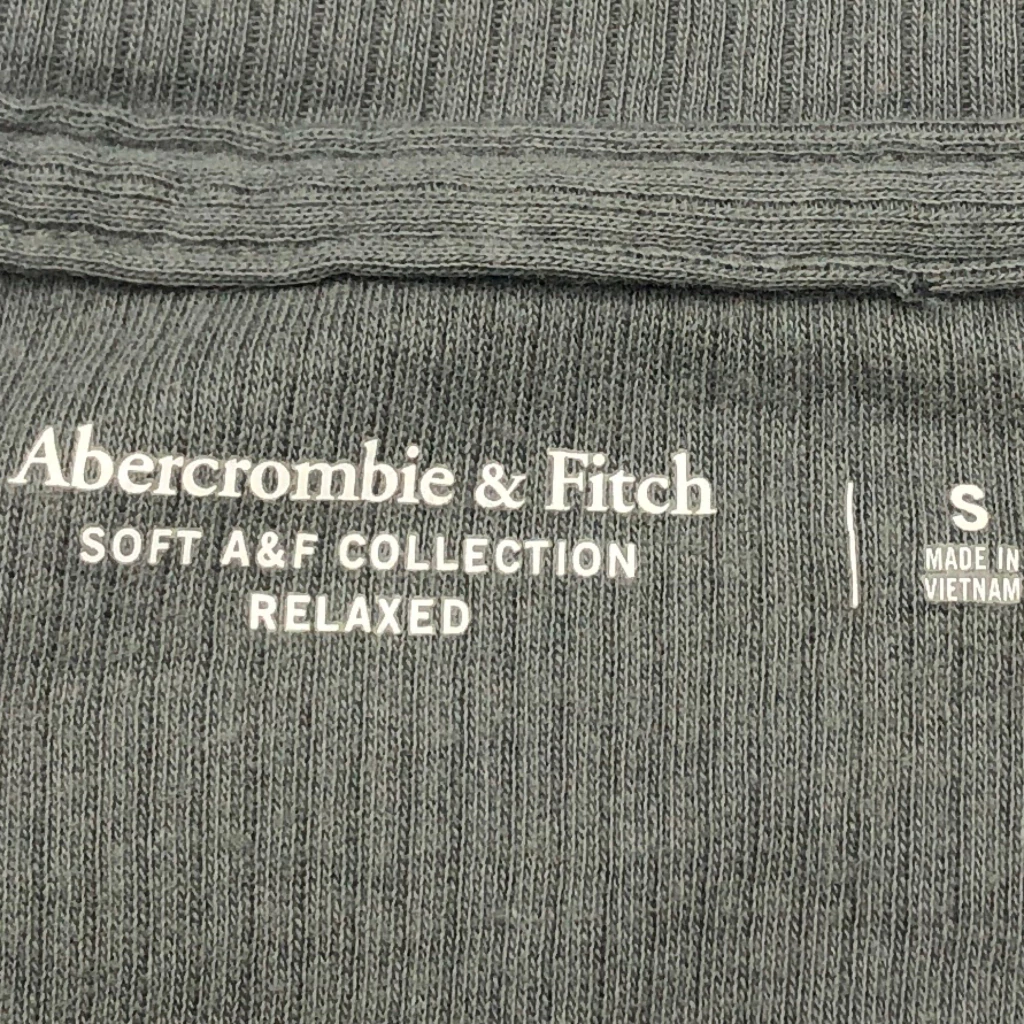 Abercrombie & Fitch
SOFT A&F COLLECTION
RELAXED
S
MADE IN
VIETNAM